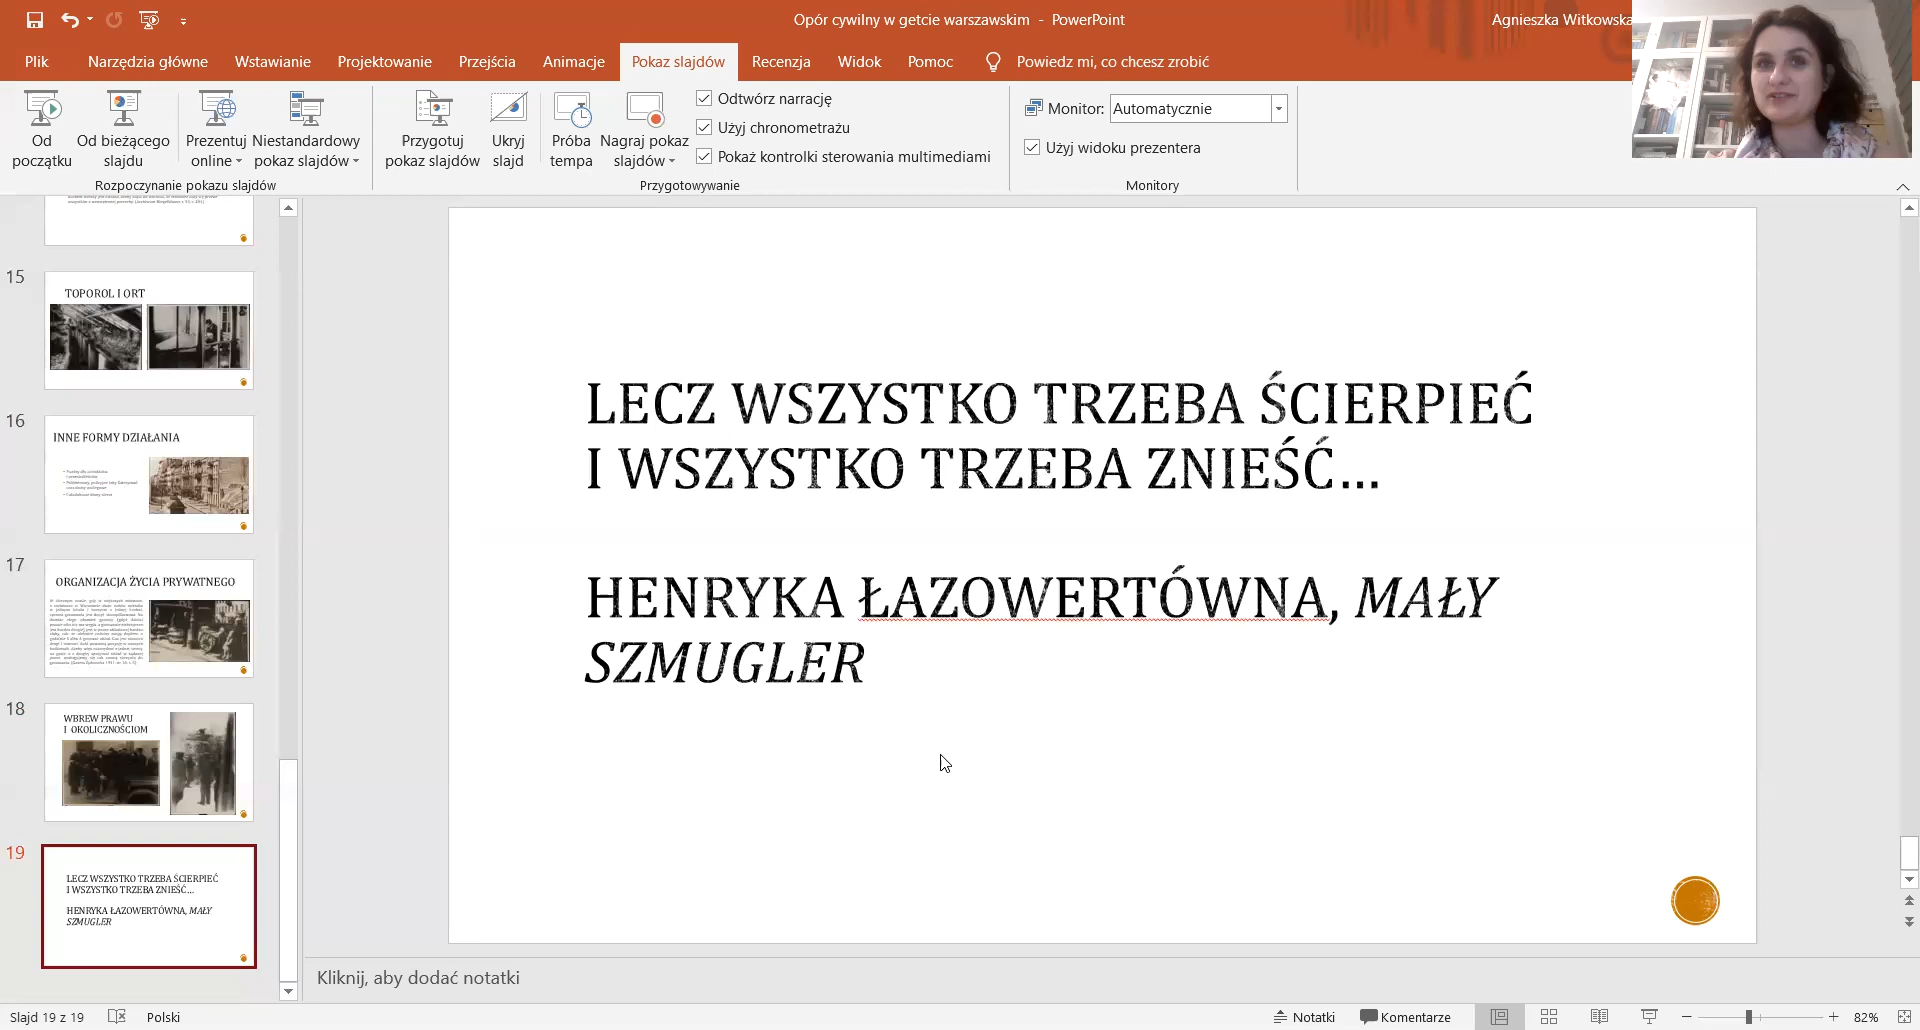 Opór cywilny w getcie warszawskim - PowerPoint
Agnieszka Witkowska
Plik Narzędzia główne Wstawianie Projektowanie Przejścia Animacje Pokaz slajdów Recenzja Widok Pomoc Powiedz mi, co chcesz zrobić
Od początku
Od bieżącego slajdu
Prezentuj online
Niestandardowy pokaz slajdów
Rozpoczynanie pokazu slajdów
Przygotuj pokaz slajdów
Ukryj slajd
Próba tempa
Nagraj pokaz slajdów
Odtwórz narrację
Użyj chronometrażu
Pokaż kontrolki sterowania multimediami
Przygotowywanie
Monitor: Automatycznie
Użyj widoku prezentera
Monitory
15
TOPOROL I ORT
16
INNE FORMY DZIAŁANIA
17
ORGANIZACJA ŻYCIA PRYWATNEGO
18
WBREW PRAWU
I OKOLICZNOŚCIOM
19
LECZ WSZYSTKO TRZEBA ŚCIERPIEĆ
I WSZYSTKO TRZEBA ZNIEŚĆ...
HENRYKA ŁAZOWERTÓWNA, MAŁY
SZMUGLER
LECZ WSZYSTKO TRZEBA ŚCIERPIEĆ
I WSZYSTKO TRZEBA ZNIEŚĆ...
HENRYKA ŁAZOWERTÓWNA, MAŁY
SZMUGLER
Kliknij, aby dodać notatki
Slajd 19 z 19 Polski Notatki Komentarze 82%